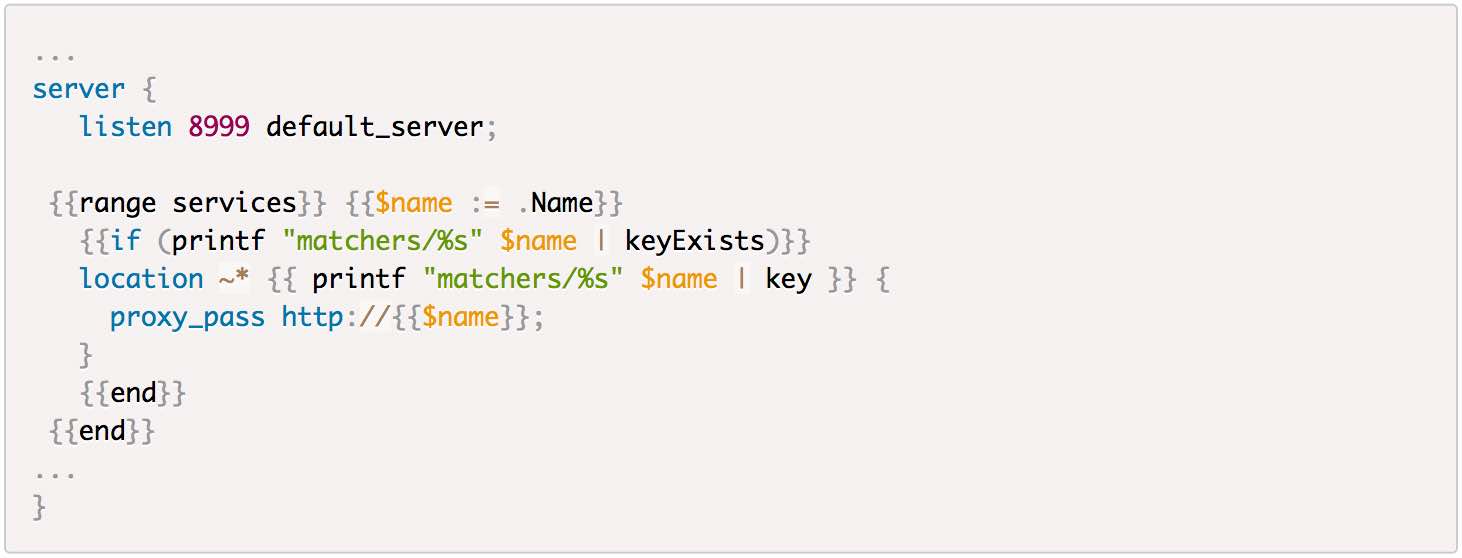 ...
server {
   listen 8999 default_server;

 {{range services}} {{$name := .Name}}
   {{if (printf "matchers/%s" $name | keyExists)}}
   location ~* {{ printf "matchers/%s" $name | key }} {
     proxy_pass http://{{$name}};
   }
   {{end}}
 {{end}}
...
}